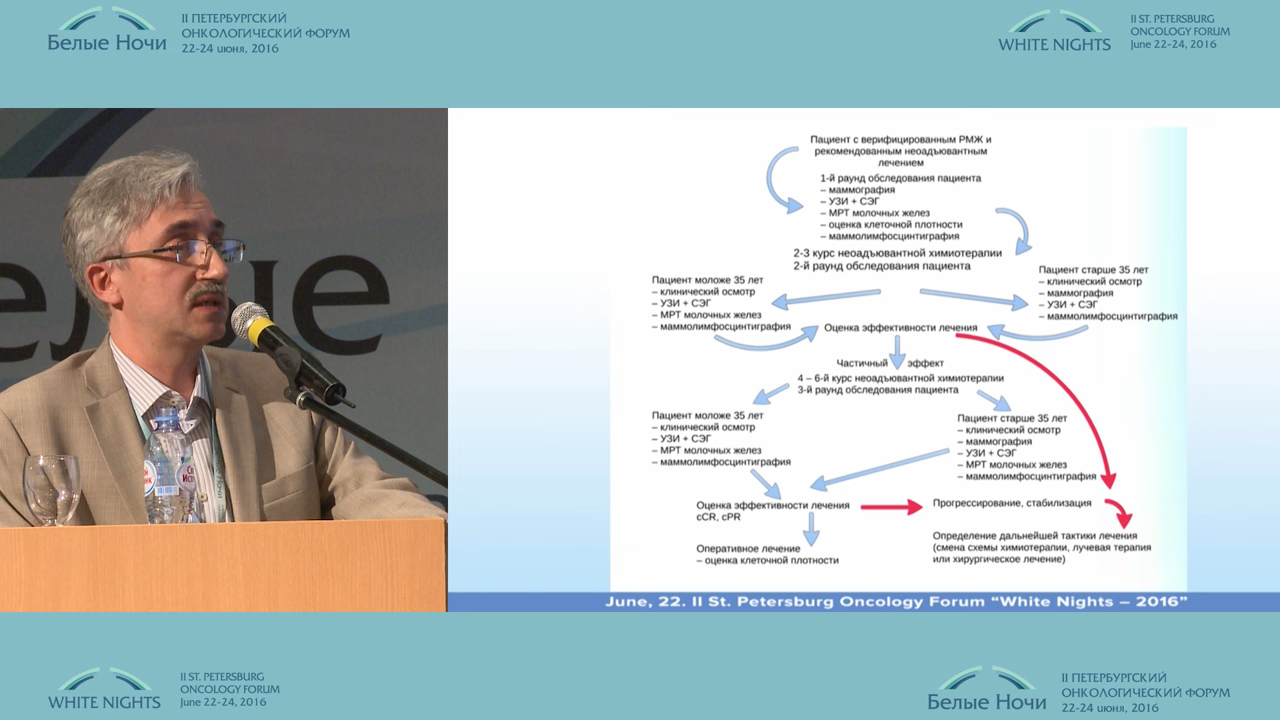 Белые Ночи
II ПЕТЕРБУРГСКИЙ
ОНКОЛОГИЧЕСКИЙ ФОРУМ
22-24 июня, 2016
WHITE NIGHTS
II ST. PETERSBURG
ONCOLOGY FORUM
June 22-24, 2016
Пациент с верифицированным РМЖ и
рекомендованным неоадъювантным
лечением
1-й раунд обследования пациента
– маммография
– УЗИ + СЭГ
– МРТ молочных желез
– оценка клеточной плотности
– маммолимфосцинтиграфия
2-3 курс неоадъювантной химиотерапии
2-й раунд обследования пациента
Пациент моложе 35 лет
– клинический осмотр
– УЗИ + СЭГ
– МРТ молочных желез
– маммолимфосцинтиграфия
Пациент старше 35 лет
– клинический осмотр
– маммография
– УЗИ + СЭГ
– маммолимфосцинтиграфия
Оценка эффективности лечения
Частичный эффект
4 – 6-й курс неоадъювантной химиотерапии
3-й раунд обследования пациента
Пациент моложе 35 лет
– клинический осмотр
– УЗИ + СЭГ
– МРТ молочных желез
– маммолимфосцинтиграфия
Пациент старше 35 лет
– клинический осмотр
– маммография
– УЗИ + СЭГ
– МРТ молочных желез
– маммолимфосцинтиграфия
Оценка эффективности лечения
cCR, cPR
Прогрессирование, стабилизация
Оперативное лечение
– оценка клеточной плотности
Определение дальнейшей тактики лечения
(смена схемы химиотерапии, лучевая терапия
или хирургическое лечение)
June, 22. II St. Petersburg Oncology Forum “White Nights – 2016”
WHITE NIGHTS
II ST. PETERSBURG
ONCOLOGY FORUM
June 22-24, 2016
Белые Ночи
II ПЕТЕРБУРГСКИЙ
ОНКОЛОГИЧЕСКИЙ ФОРУМ
22-24 июня, 2016